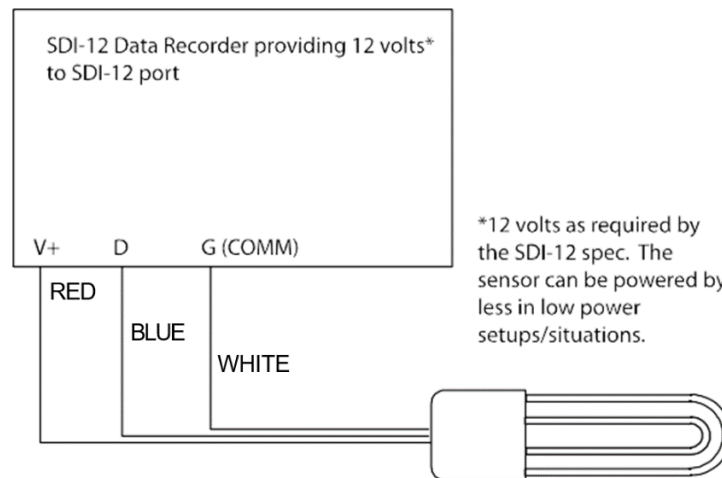 SDI-12 Data Recorder providing 12 volts*
to SDI-12 port
V+ D G (COMM)
RED
BLUE
WHITE
*12 volts as required by
the SDI-12 spec. The
sensor can be powered by
less in low power
setups/situations.